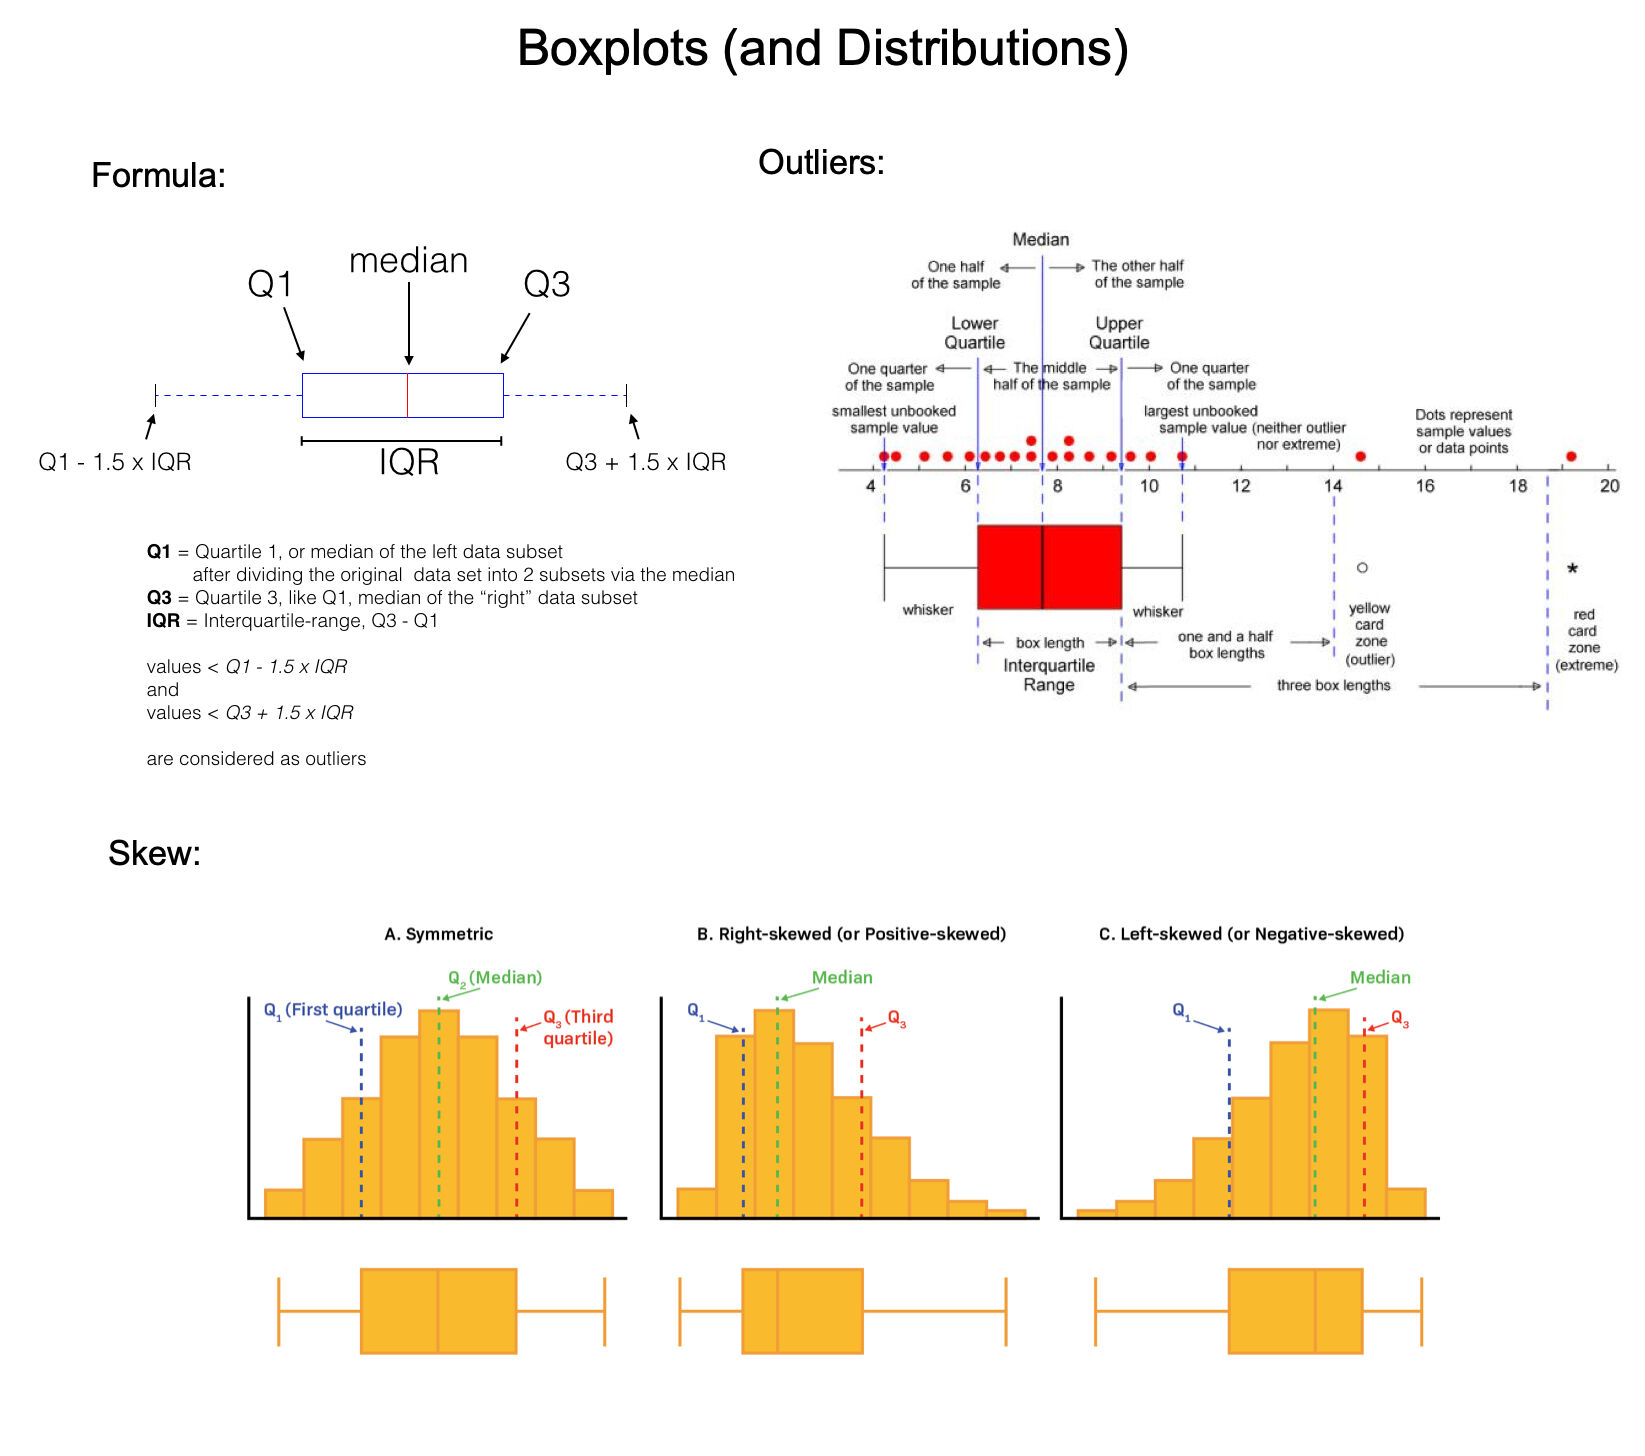 Boxplots (and Distributions)
Formula:
median
Q1
Q3
Q1 - 1.5 x IQR
IQR
Q3 + 1.5 x IQR
Q1 = Quartile 1, or median of the left data subset
after dividing the original data set into 2 subsets via the median
Q3 = Quartile 3, like Q1, median of the “right” data subset
IQR = Interquartile-range, Q3 - Q1
values < Q1 - 1.5 x IQR
and
values < Q3 + 1.5 x IQR
are considered as outliers
Outliers:
Median
One half
of the sample
The other half
of the sample
Lower
Quartile
Upper
Quartile
One quarter
of the sample
The middle
half of the sample
One quarter
of the sample
smallest unbooked
sample value
largest unbooked
sample value (neither outlier
nor extreme)
Dots represent
sample values
or data points
4 6 8 10 12 14 16 18 20
whisker
whisker
box length
Interquartile
Range
one and a half
box lengths
three box lengths
yellow
card
zone
(outlier)
*
red
card
zone
(extreme)
Skew:
A. Symmetric
Q2 (Median)
Q1 (First quartile)
Q3 (Third
quartile)
B. Right-skewed (or Positive-skewed)
Median
Q1
Q3
C. Left-skewed (or Negative-skewed)
Median
Q1
Q3